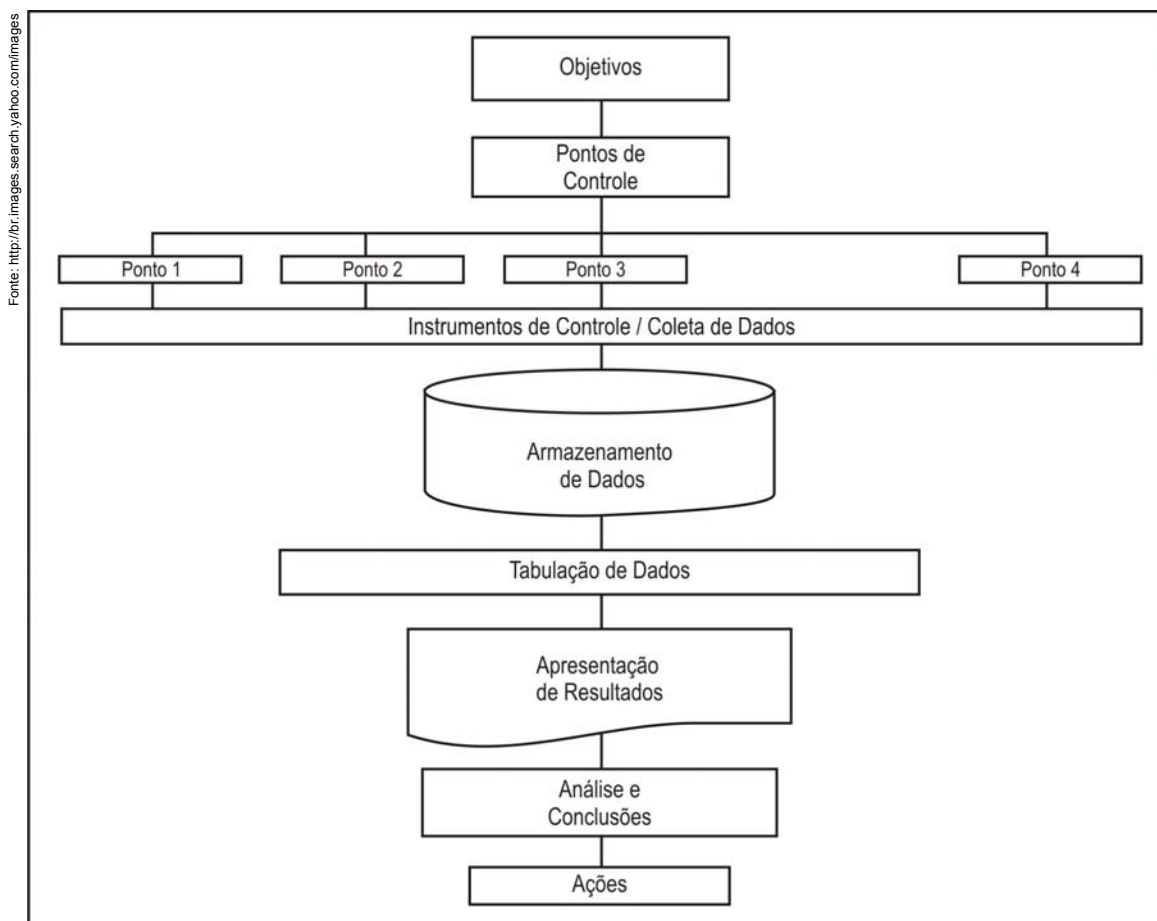 Fonte: http://br.images.search.yahoo.com/images
Objetivos
Pontos de
Controle
Ponto 1
Ponto 2
Ponto 3
Ponto 4
Instrumentos de Controle / Coleta de Dados
Armazenamento
de Dados
Tabulação de Dados
Apresentação
de Resultados
Análise e
Conclusões
Ações